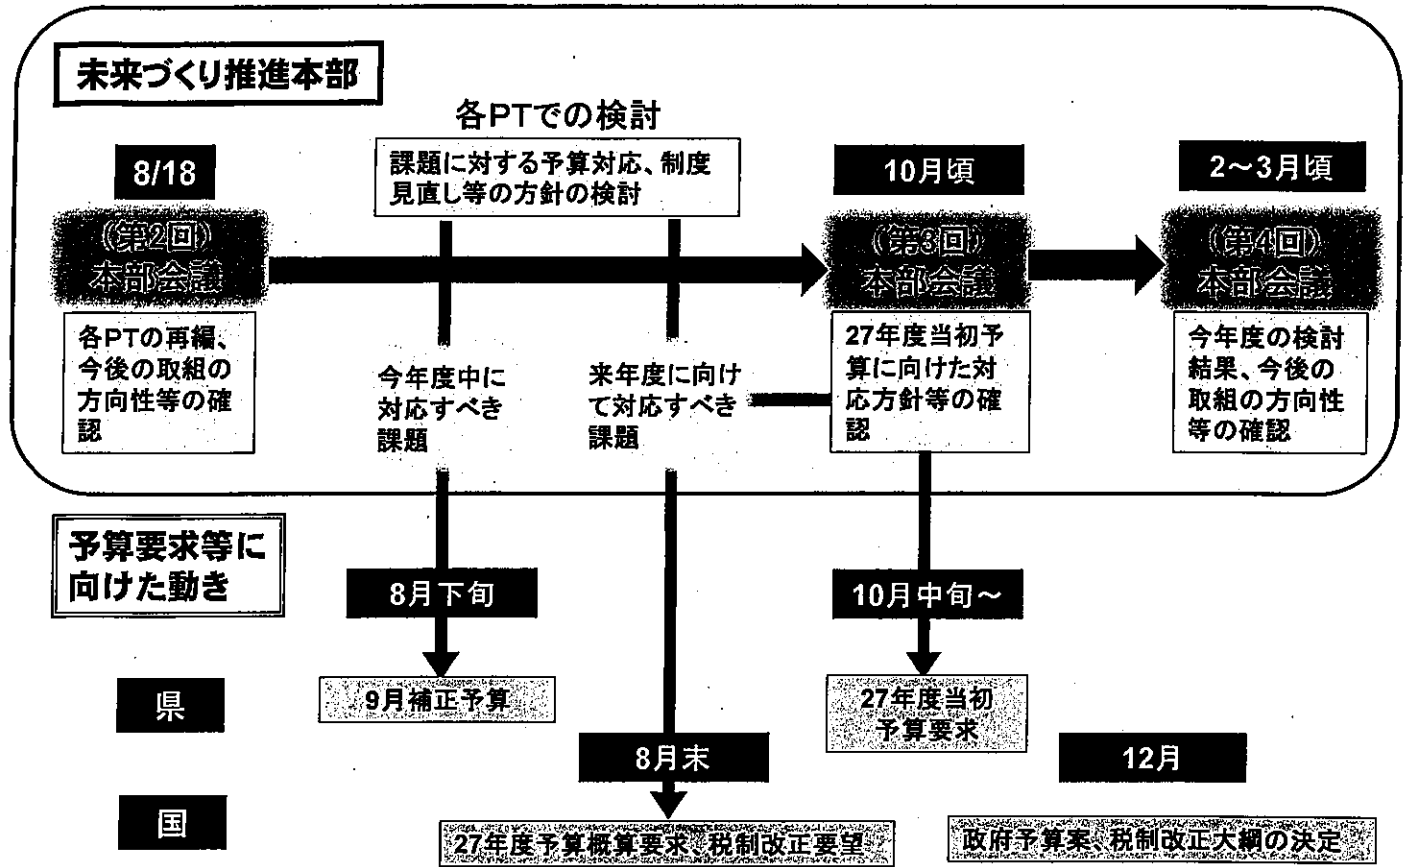 未来づくり推進本部
各PTでの検討
課題に対する予算対応、制度
見直し等の方針の検討
8/18
(第2回)
本部会議
各PTの再編、
今後の取組の
方向性等の確
認
今年度中に
対応すべき
課題
来年度に向け
て対応すべき
課題
10月頃
(第3回)
本部会議
27年度当初予
算に向けた対
応方針等の確
認
2～3月頃
(第4回)
本部会議
今年度の検討
結果、今後の
取組の方向性
等の確認
予算要求等に
向けた動き
8月下旬
10月中旬～
県
9月補正予算
27年度当初
予算要求
8月末
12月
国
27年度予算概算要求、税制改正要望
政府予算案、税制改正大綱の決定